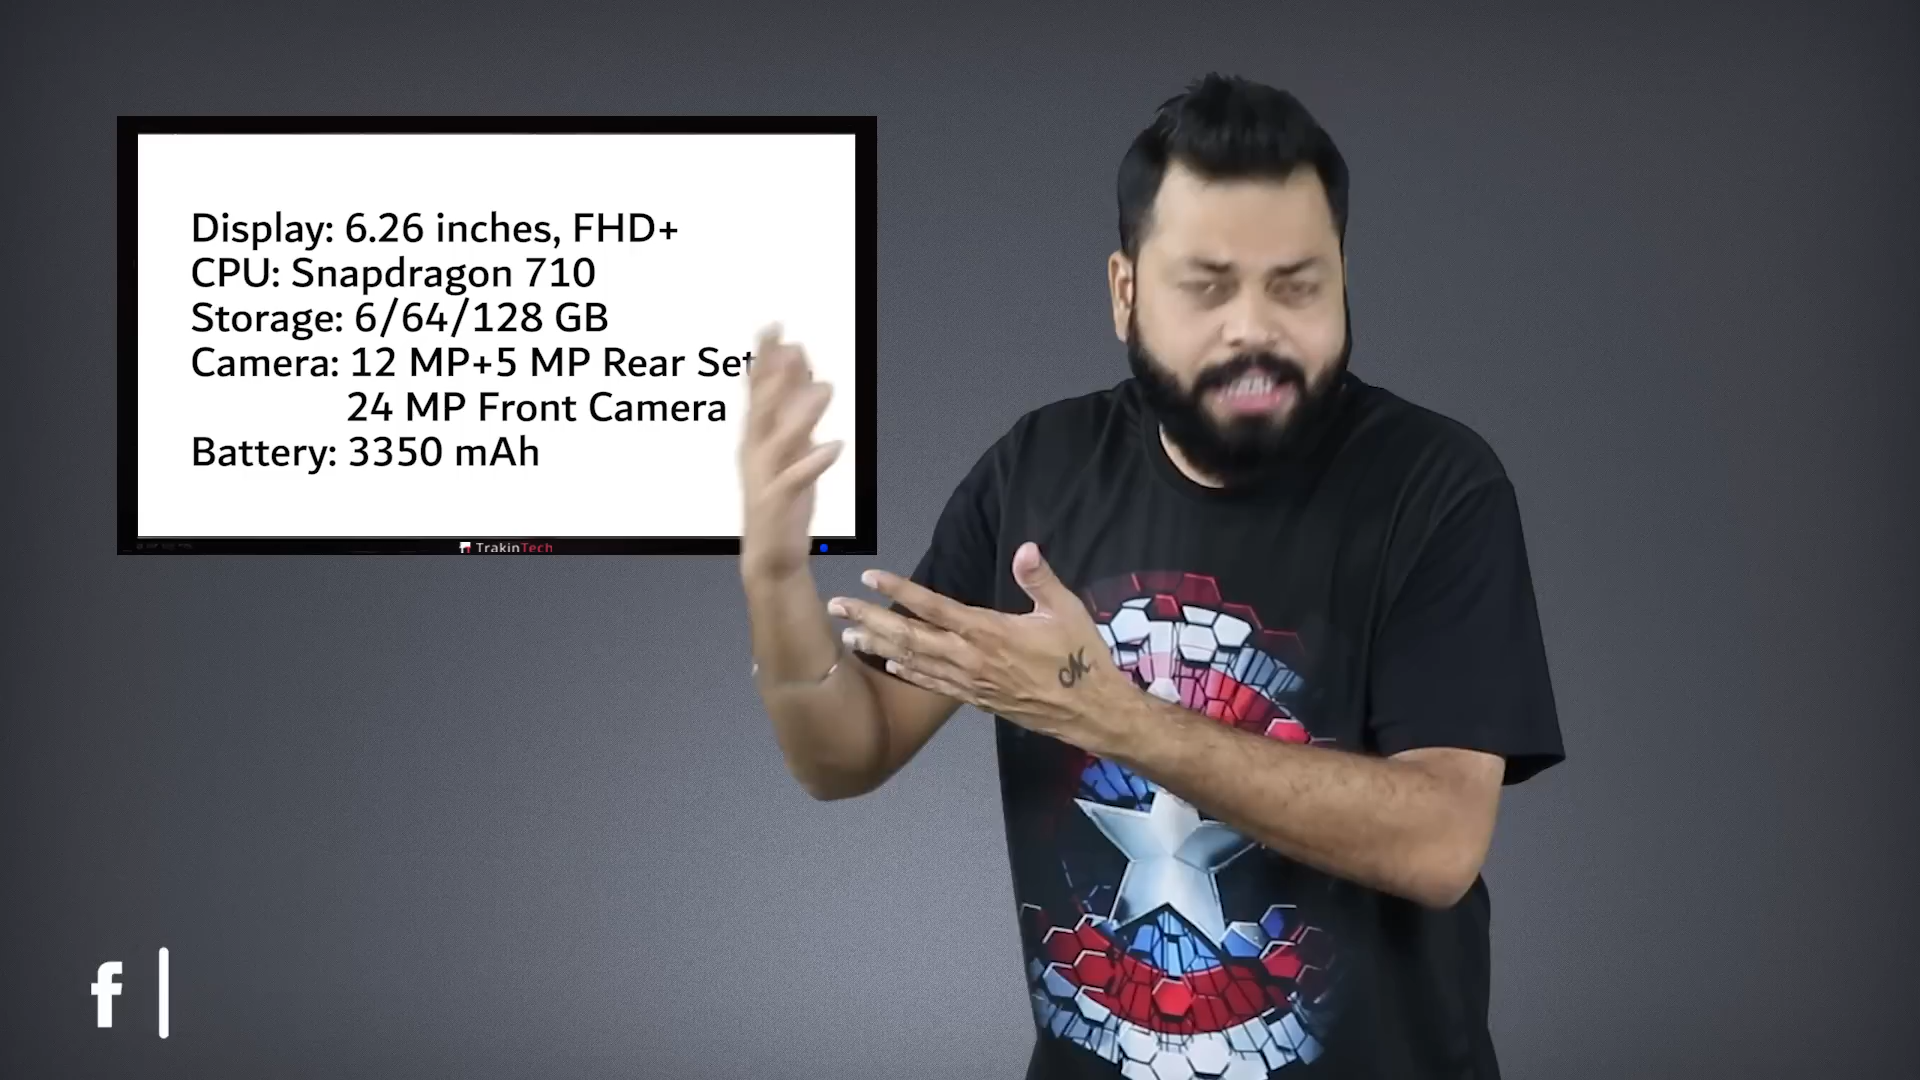 Display: 6.26 inches, FHD+
CPU: Snapdragon 710
Storage: 6/64/128 GB
Camera: 12 MP+5 MP Rear
24 MP Front Camera
Battery: 3350 mAh
TrakinTech
f